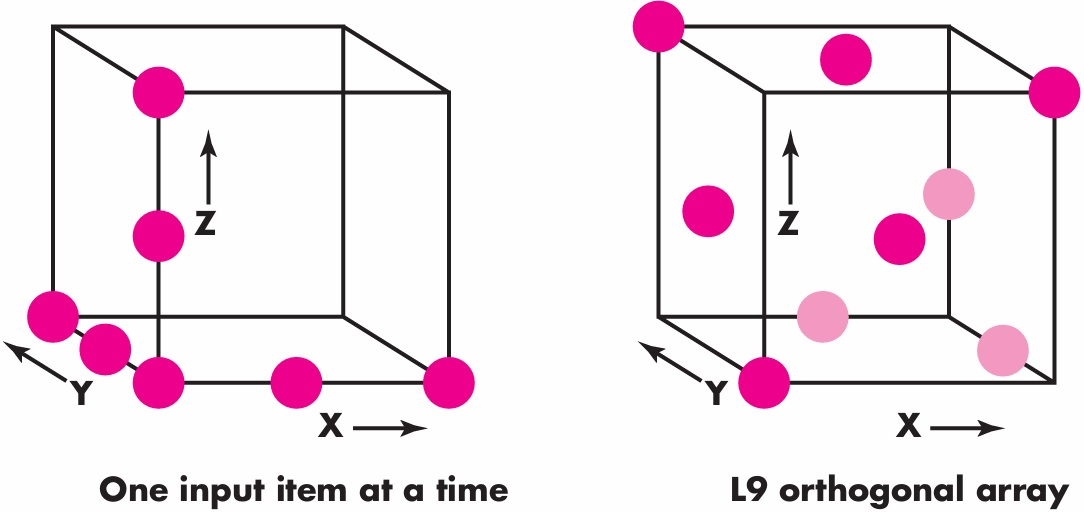 Z
Y
X
One input item at a time
Z
Y
X
L9 orthogonal array